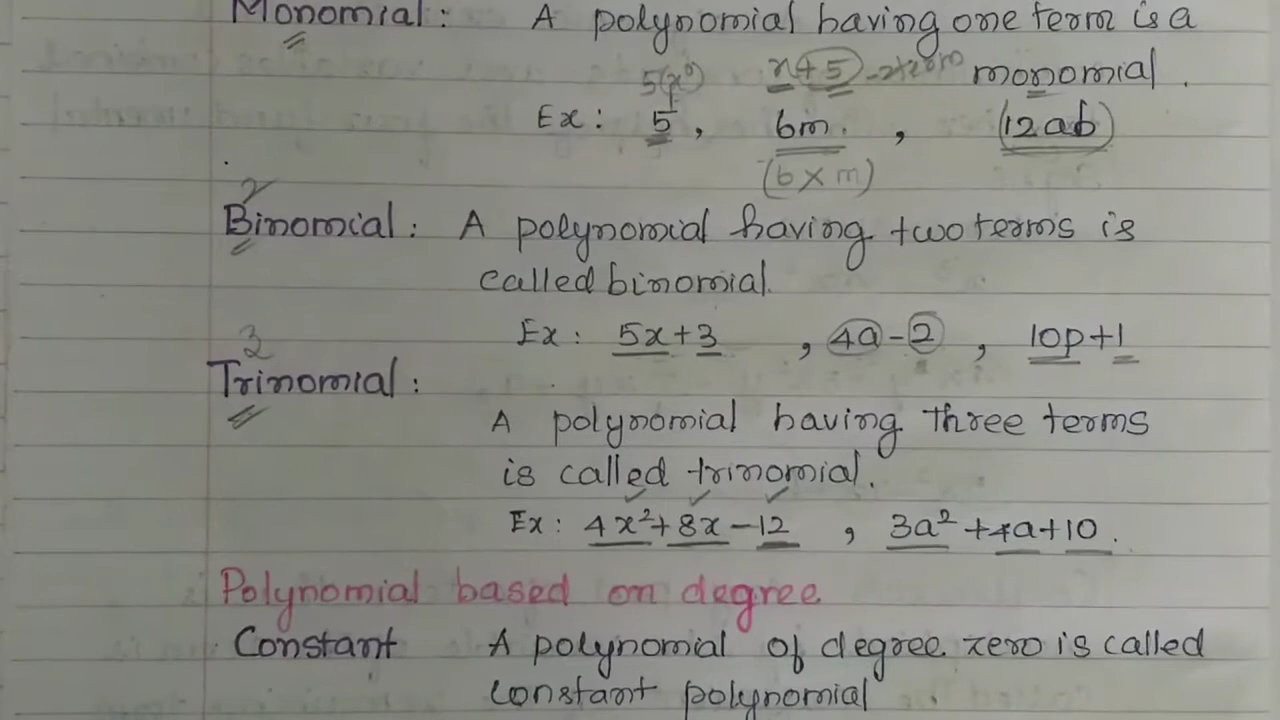 Monomial: A polynomial having one term is a
5(x⁰) x+5 monomial.
Ex: 5, 6m, (12ab)
(6×m)
2
Binomial: A polynomial having two terms is
called binomial.
Ex: 5x+3, 4a-2, 10p+1
3
Trinomial:
A polynomial having three terms
is called trinomial.
Ex: 4x²+8x-12, 3a²+4a+10.
Polynomial based on degree
Constant A polynomial of degree zero is called
constant polynomial